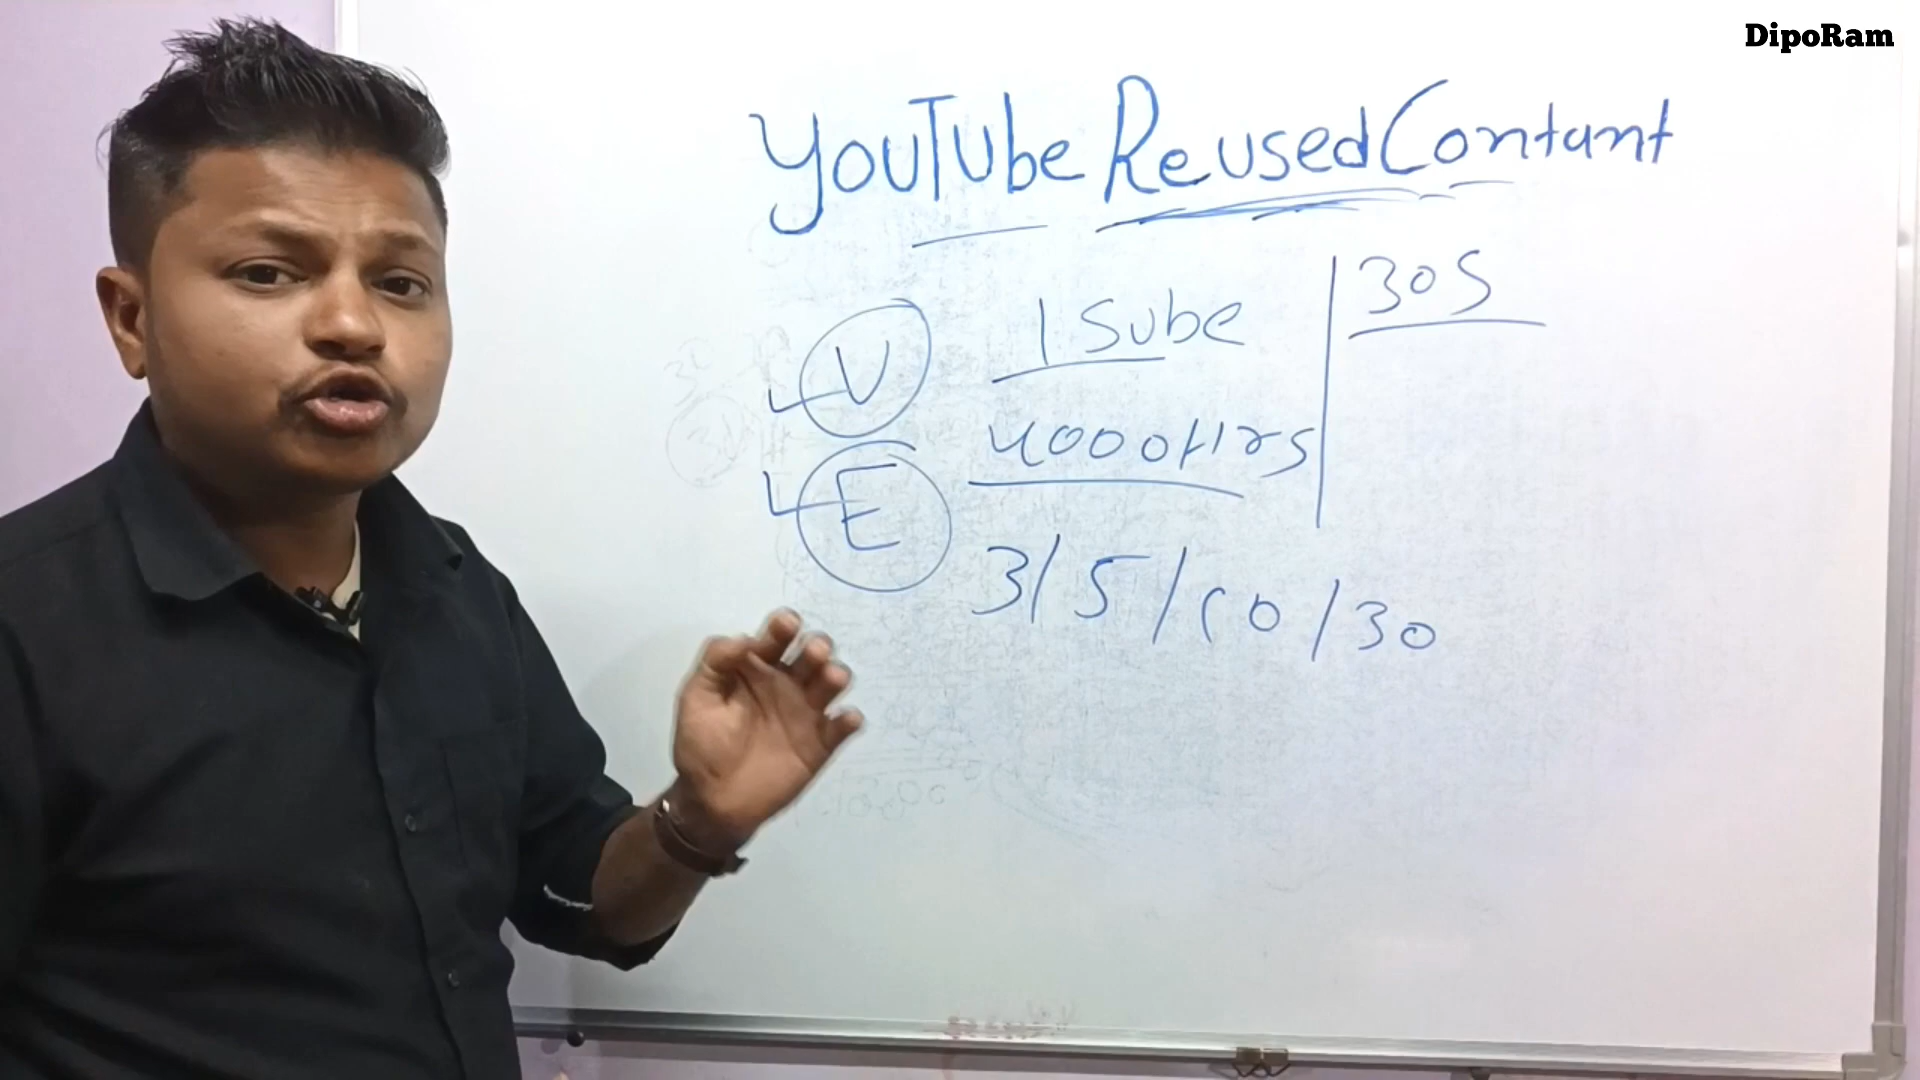 DipoRam
YouTube Reused Contant
30S
1 Sube
V
4000Hrs
E
3/5/10/30